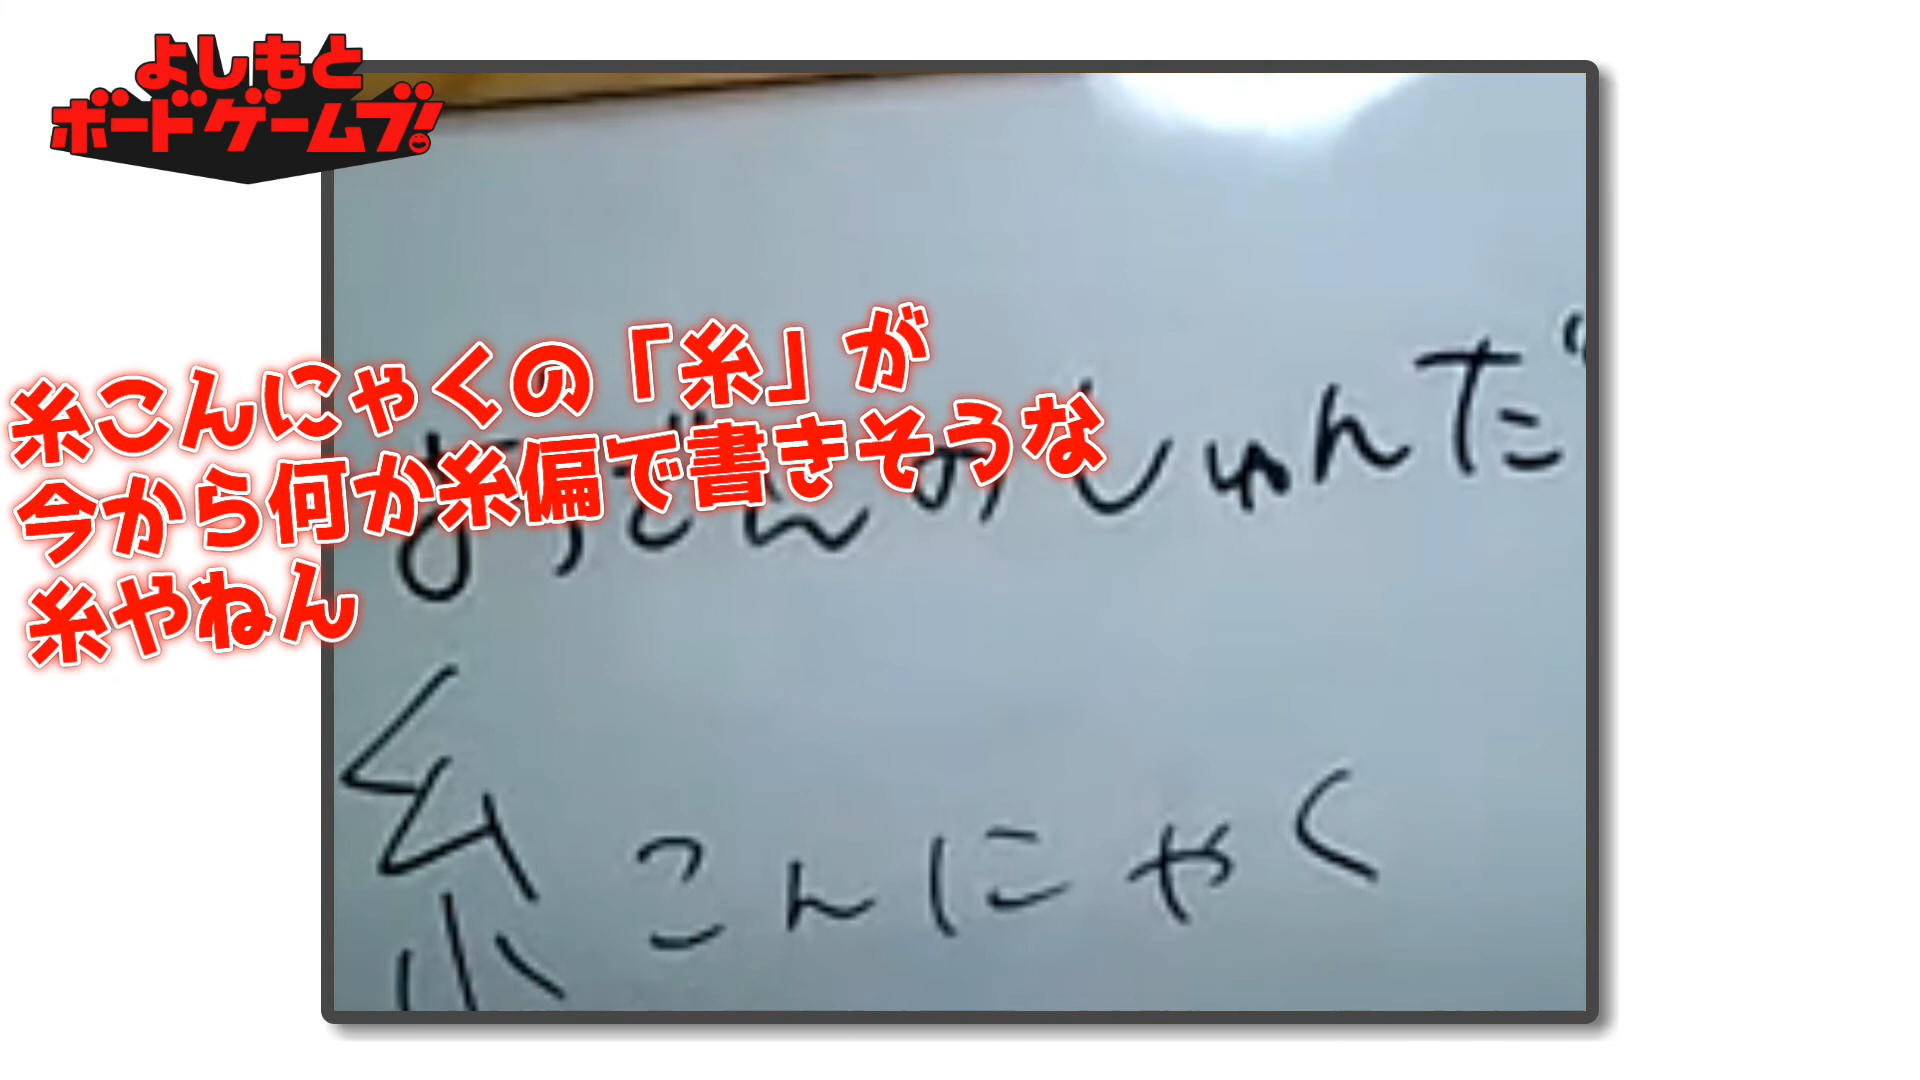 よしもと
ボードゲームブ!
糸こんにゃくの「糸」が
今から何か糸偏で書きそうな
糸やねん
しゅんだ
糸こんにゃく